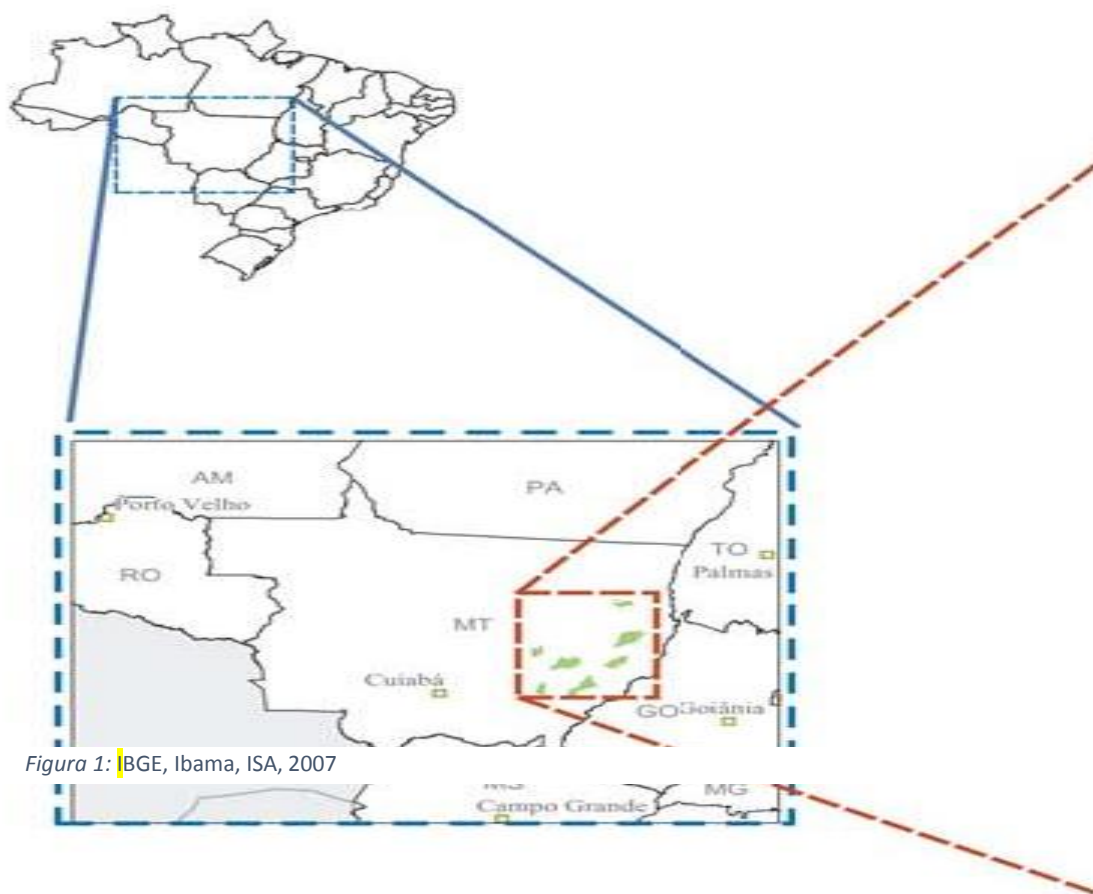 AM
PA
Porto Velho
TO
Palmas
RO
MT
Cuiabá
GO
Goiânia
Figura 1: IBGE, Ibama, ISA, 2007
MS
MG
Campo Grande